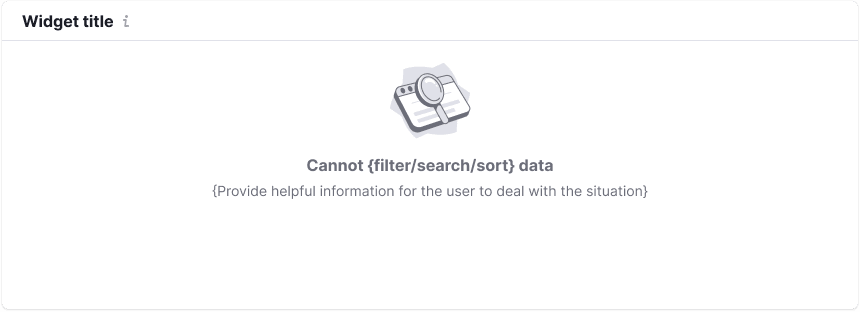 Widget title i
Cannot {filter/search/sort} data
{Provide helpful information for the user to deal with the situation}